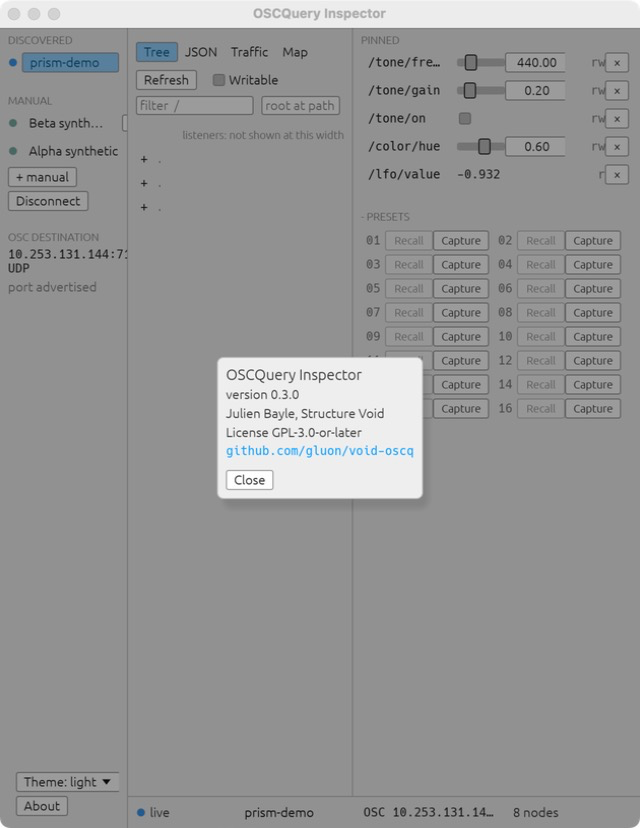 OSCQuery Inspector
DISCOVERED
prism-demo
MANUAL
Beta synth…
Alpha synthetic
+ manual
Disconnect
OSC DESTINATION
10.253.131.144:71
UDP
port advertised
Theme: light
About
Tree JSON Traffic Map
Refresh Writable
filter / root at path
listeners: not shown at this width
+ .
+ .
+ .
PINNED
/tone/fre… 440.00 rw ×
/tone/gain 0.20 rw ×
/tone/on rw ×
/color/hue 0.60 rw ×
/lfo/value -0.932 r ×
- PRESETS
01 Recall Capture 02 Recall Capture
03 Recall Capture 04 Recall Capture
05 Recall Capture 06 Recall Capture
07 Recall Capture 08 Recall Capture
09 Recall Capture 10 Recall Capture
Capture 12 Recall Capture
Capture 14 Recall Capture
Capture 16 Recall Capture
OSCQuery Inspector
version 0.3.0
Julien Bayle, Structure Void
License GPL-3.0-or-later
github.com/gluon/void-oscq
Close
live prism-demo OSC 10.253.131.14… 8 nodes